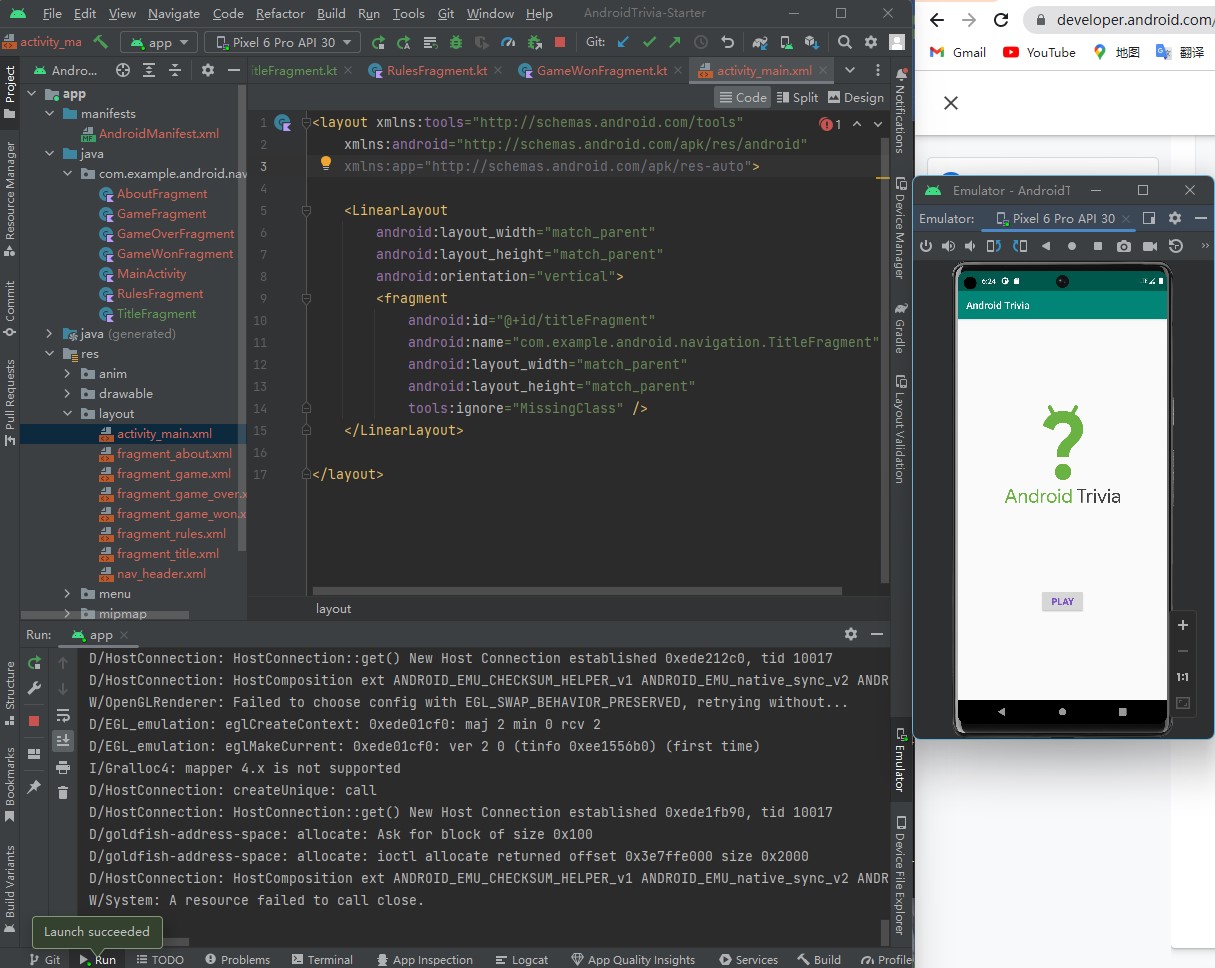 File Edit View Navigate Code Refactor Build Run Tools Git Window Help AndroidTrivia-Starter
activity_ma app Pixel 6 Pro API 30 Git:
Andro... itleFragment.kt RulesFragment.kt GameWonFragment.kt activity_main.xml
Code Split Design
Project
Resource Manager
Commit
Pull Requests
Structure
Bookmarks
Build Variants
app
manifests
AndroidManifest.xml
java
com.example.android.nav
AboutFragment
GameFragment
GameOverFragment
GameWonFragment
MainActivity
RulesFragment
TitleFragment
java (generated)
res
anim
drawable
layout
activity_main.xml
fragment_about.xml
fragment_game.xml
fragment_game_over.x
fragment_game_won.x
fragment_rules.xml
fragment_title.xml
nav_header.xml
menu
mipmap
1 <layout xmlns:tools="http://schemas.android.com/tools" 1
2 xmlns:android="http://schemas.android.com/apk/res/android"
3 xmlns:app="http://schemas.android.com/apk/res-auto">
4
5 <LinearLayout
6 android:layout_width="match_parent"
7 android:layout_height="match_parent"
8 android:orientation="vertical">
9 <fragment
10 android:id="@+id/titleFragment"
11 android:name="com.example.android.navigation.TitleFragment"
12 android:layout_width="match_parent"
13 android:layout_height="match_parent"
14 tools:ignore="MissingClass" />
15 </LinearLayout>
16
17 </layout>
layout
Notifications
Device Manager
Gradle
Layout Validation
Emulator
Device File Explorer
Run: app
D/HostConnection: HostConnection::get() New Host Connection established 0xede212c0, tid 10017
D/HostConnection: HostComposition ext ANDROID_EMU_CHECKSUM_HELPER_v1 ANDROID_EMU_native_sync_v2 ANDR
W/OpenGLRenderer: Failed to choose config with EGL_SWAP_BEHAVIOR_PRESERVED, retrying without...
D/EGL_emulation: eglCreateContext: 0xede01cf0: maj 2 min 0 rcv 2
D/EGL_emulation: eglMakeCurrent: 0xede01cf0: ver 2 0 (tinfo 0xee1556b0) (first time)
I/Gralloc4: mapper 4.x is not supported
D/HostConnection: createUnique: call
D/HostConnection: HostConnection::get() New Host Connection established 0xede1fb90, tid 10017
D/goldfish-address-space: allocate: Ask for block of size 0x100
D/goldfish-address-space: allocate: ioctl allocate returned offset 0x3e7ffe000 size 0x2000
D/HostConnection: HostComposition ext ANDROID_EMU_CHECKSUM_HELPER_v1 ANDROID_EMU_native_sync_v2 ANDR
W/System: A resource failed to call close.
Launch succeeded
Git Run TODO Problems Terminal App Inspection Logcat App Quality Insights Services Build Profile
developer.android.com/
Gmail YouTube 地图 翻译
Emulator - AndroidT
Emulator: Pixel 6 Pro API 30
6:24
Android Trivia
Android Trivia
PLAY
1:1